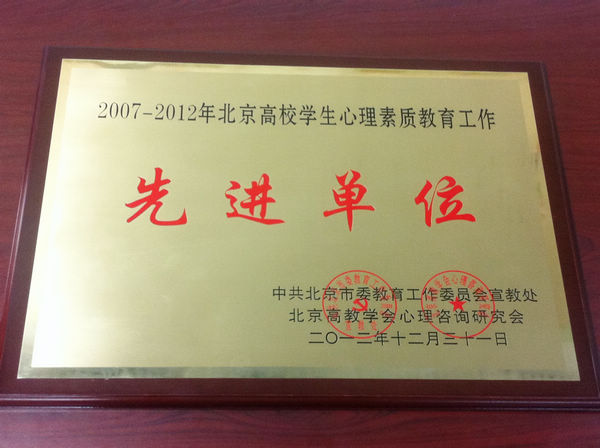 2007-2012年北京高校学生心理素质教育工作
先进单位
中共北京市委教育工作委员会宣教处
北京高教学会心理咨询研究会
二〇一二年十二月三十一日